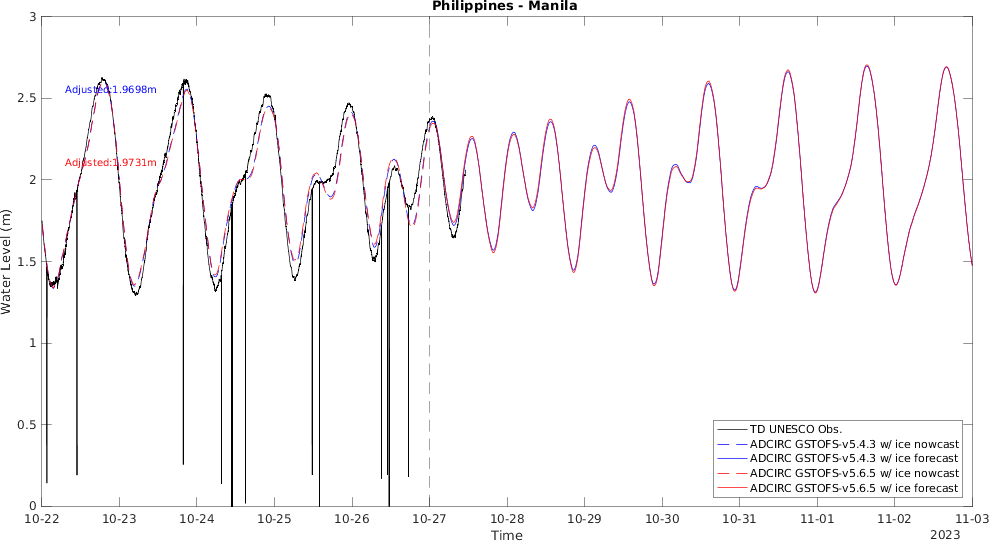 Philippines - Manila
3
2.5
2
1.5
1
0.5
0
Water Level (m)
Adjusted:1.9698m
Adjusted:1.9731m
TD UNESCO Obs.
ADCIRC GSTOFS-v5.4.3 w/ ice nowcast
ADCIRC GSTOFS-v5.4.3 w/ ice forecast
ADCIRC GSTOFS-v5.6.5 w/ ice nowcast
ADCIRC GSTOFS-v5.6.5 w/ ice forecast
10-22 10-23 10-24 10-25 10-26 10-27 10-28 10-29 10-30 10-31 11-01 11-02 11-03
Time
2023